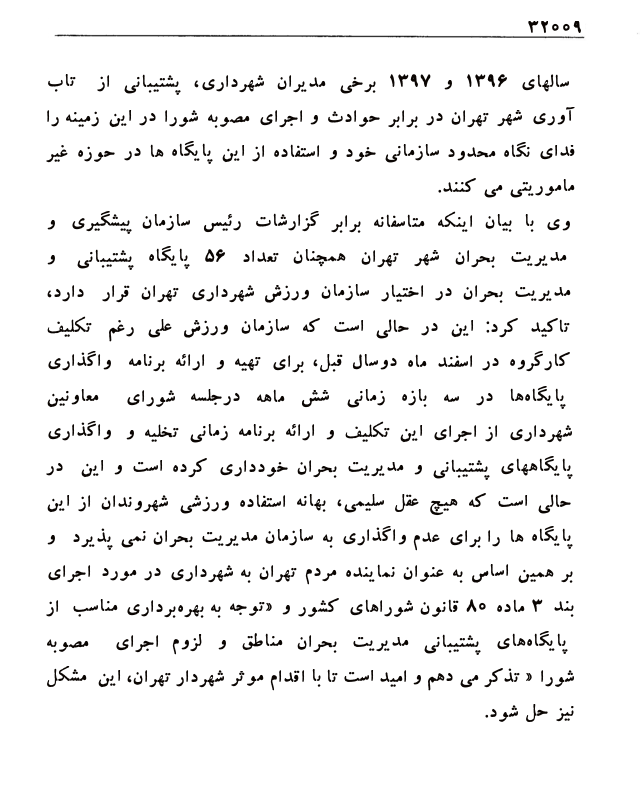 ۳۲۰۰۹
سالهای ۱۳۹۶ و ۱۳۹۷ برخی مدیران شهرداری، پشتیبانی از تاب
آوری شهر تهران در برابر حوادث و اجرای مصوبه شورا در این زمینه را
فدای نگاه محدود سازمانی خود و استفاده از این پایگاه ها در حوزه غیر
ماموریتی می کنند.
وی با بیان اینکه متاسفانه برابر گزارشات رئیس سازمان پیشگیری و
مدیریت بحران شهر تهران همچنان تعداد ۵۶ پایگاه پشتیبانی و
مدیریت بحران در اختیار سازمان ورزش شهرداری تهران قرار دارد،
تاکید کرد: این در حالی است که سازمان ورزش علی رغم تکلیف
کارگروه در اسفند ماه دوسال قبل، برای تهیه و ارائه برنامه واگذاری
پایگاه‌ها در سه بازه زمانی شش ماهه درجلسه شورای معاونین
شهرداری از اجرای این تکلیف و ارائه برنامه زمانی تخلیه و واگذاری
پایگاههای پشتیبانی و مدیریت بحران خودداری کرده است و این در
حالی است که هیچ عقل سلیمی، بهانه استفاده ورزشی شهروندان از این
پایگاه ها را برای عدم واگذاری به سازمان مدیریت بحران نمی پذیرد و
بر همین اساس به عنوان نماینده مردم تهران به شهرداری در مورد اجرای
بند ۳ ماده ۸۰ قانون شوراهای کشور و «توجه به بهره‌برداری مناسب از
پایگاه‌های پشتیبانی مدیریت بحران مناطق و لزوم اجرای مصوبه
شورا « تذکر می دهم و امید است تا با اقدام موثر شهردار تهران، این مشکل
نیز حل شود.